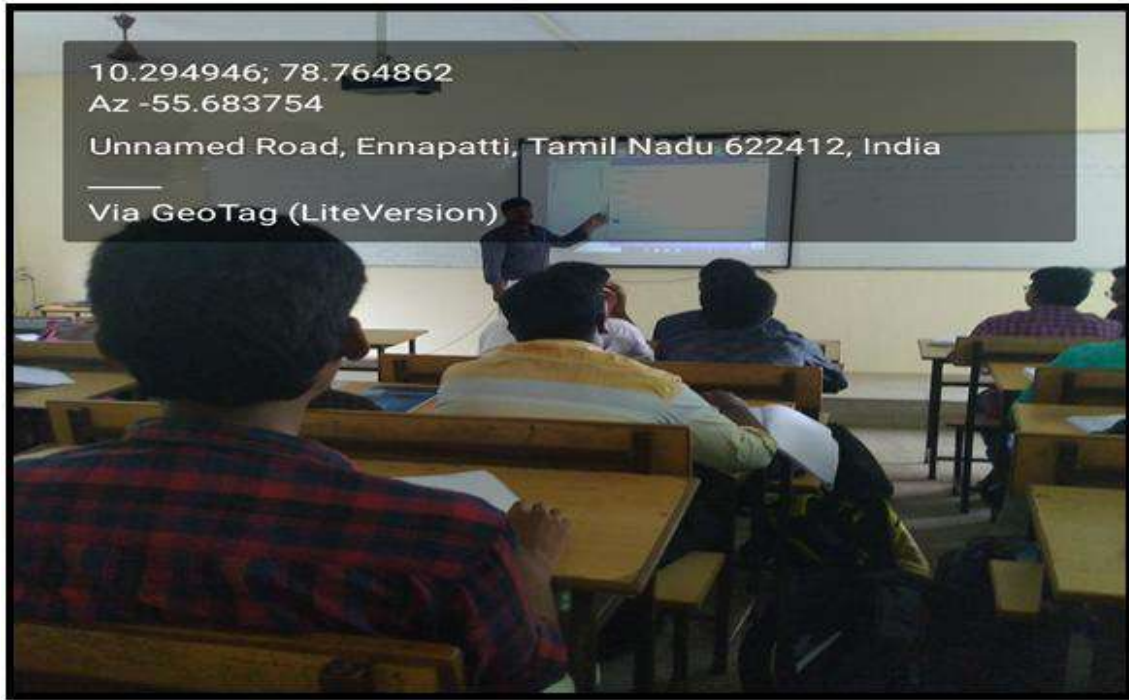 10.294946; 78.764862
Az -55.683754
Unnamed Road, Ennapatti, Tamil Nadu 622412, India
Via GeoTag (LiteVersion)